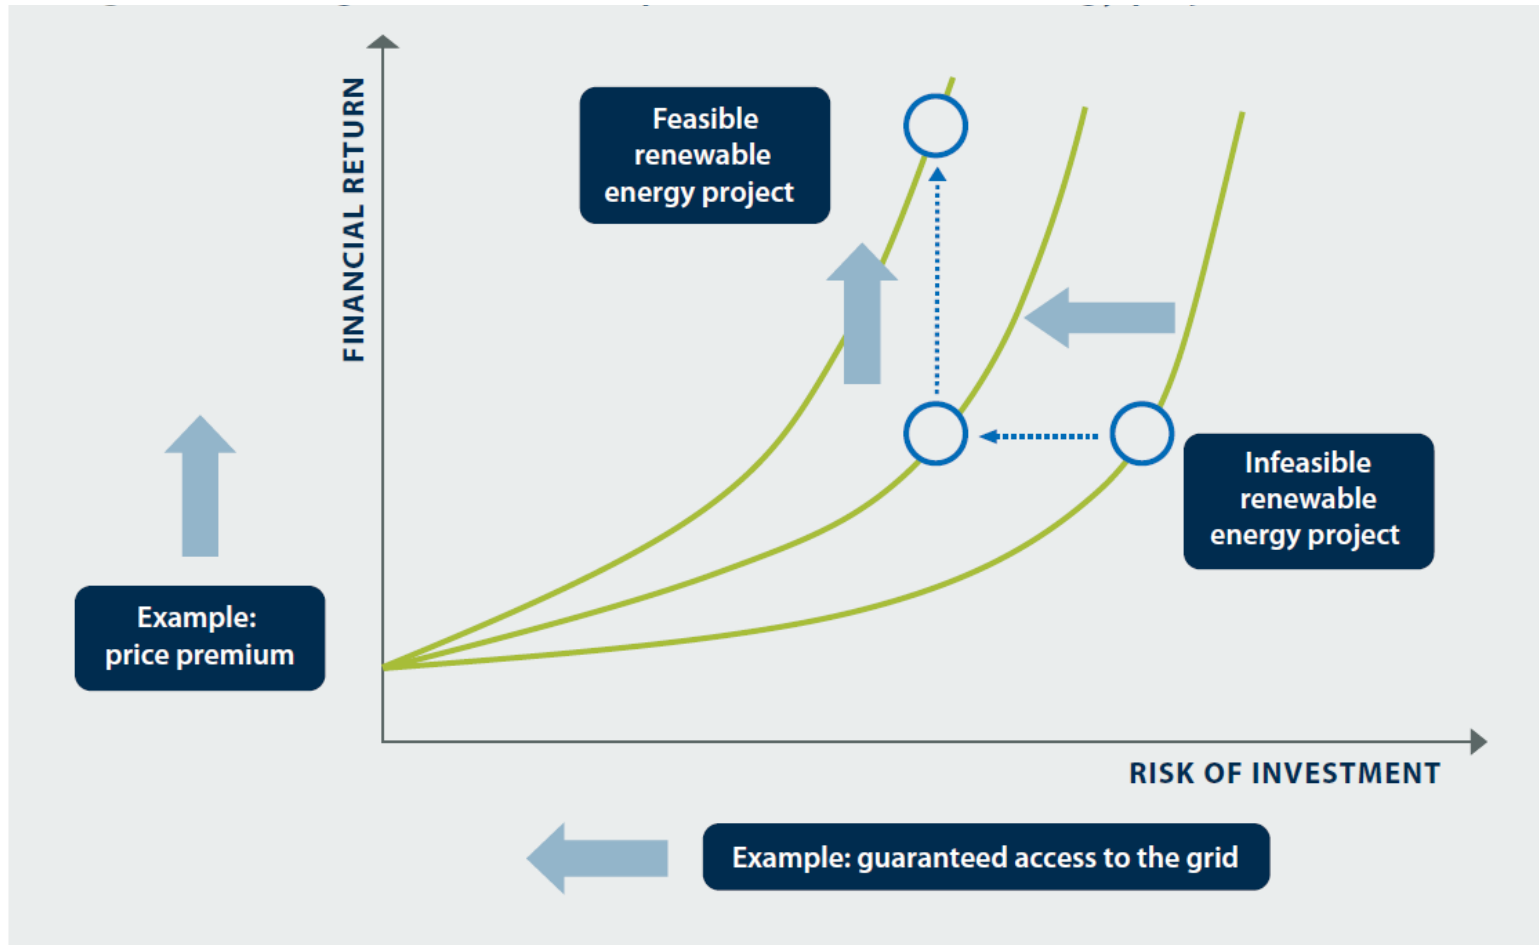 FINANCIAL RETURN
Feasible
renewable
energy project
Infeasible
renewable
energy project
Example:
price premium
RISK OF INVESTMENT
Example: guaranteed access to the grid